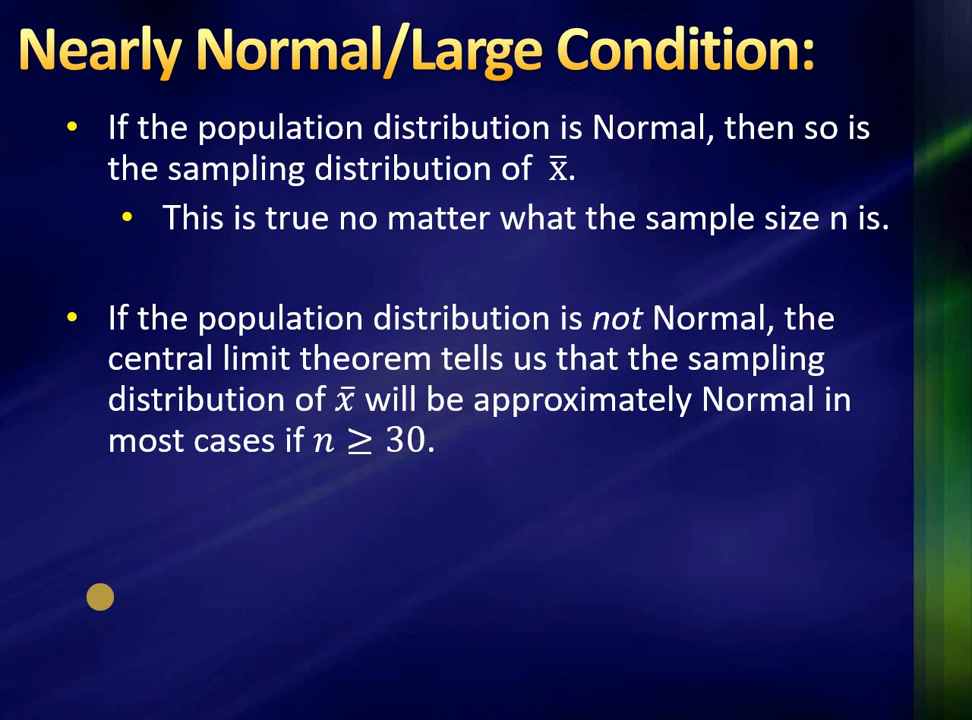 Nearly Normal/Large Condition:
• If the population distribution is Normal, then so is
the sampling distribution of x̅.
• This is true no matter what the sample size n is.
• If the population distribution is not Normal, the
central limit theorem tells us that the sampling
distribution of x̅ will be approximately Normal in
most cases if n ≥ 30.